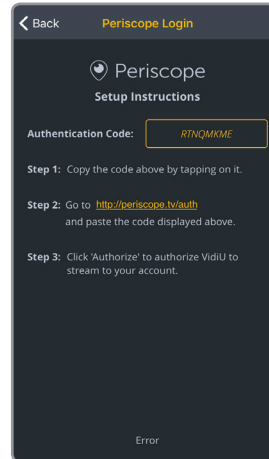 Back Periscope Login
Periscope
Setup Instructions
Authentication Code: RTNQMKME
Step 1: Copy the code above by tapping on it.
Step 2: Go to http://periscope.tv/auth
and paste the code displayed above.
Step 3: Click 'Authorize' to authorize VidiU to
stream to your account.
Error